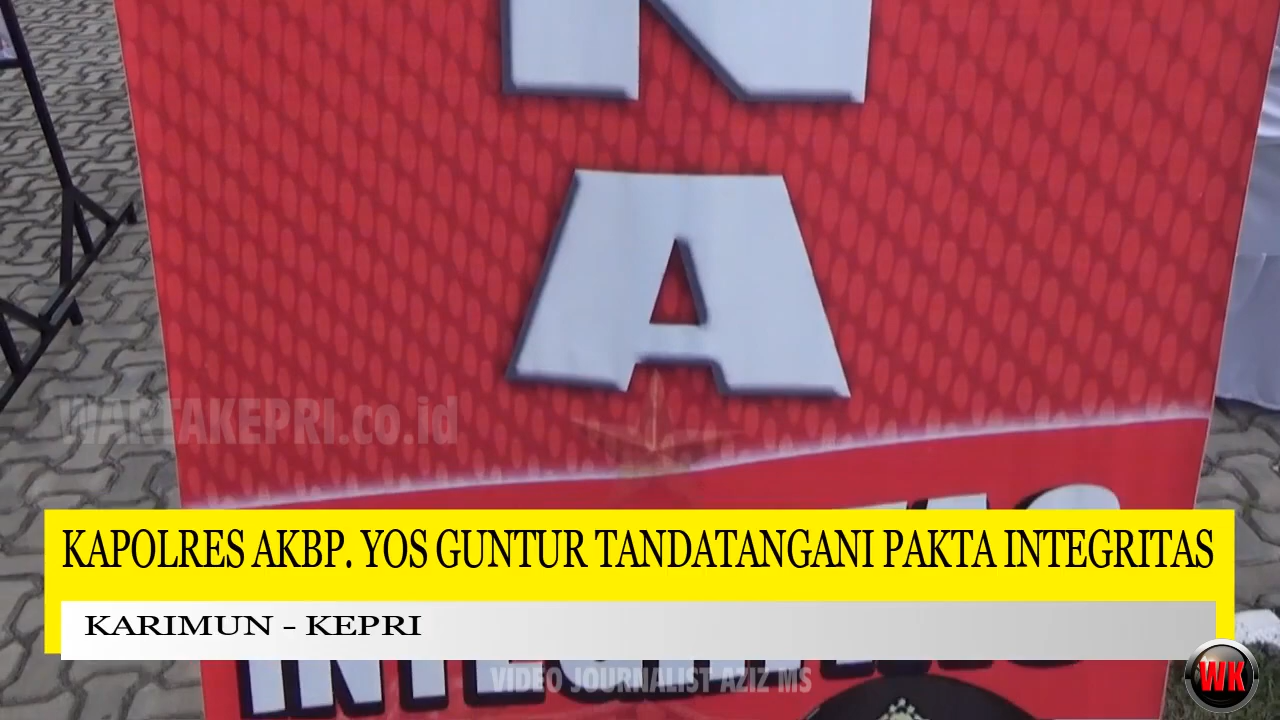 N
A
WARTAKEPRI.co.id
KAPOLRES AKBP. YOS GUNTUR TANDATANGANI PAKTA INTEGRITAS
KARIMUN - KEPRI
VIDEO JOURNALIST AZIZ MS
WK